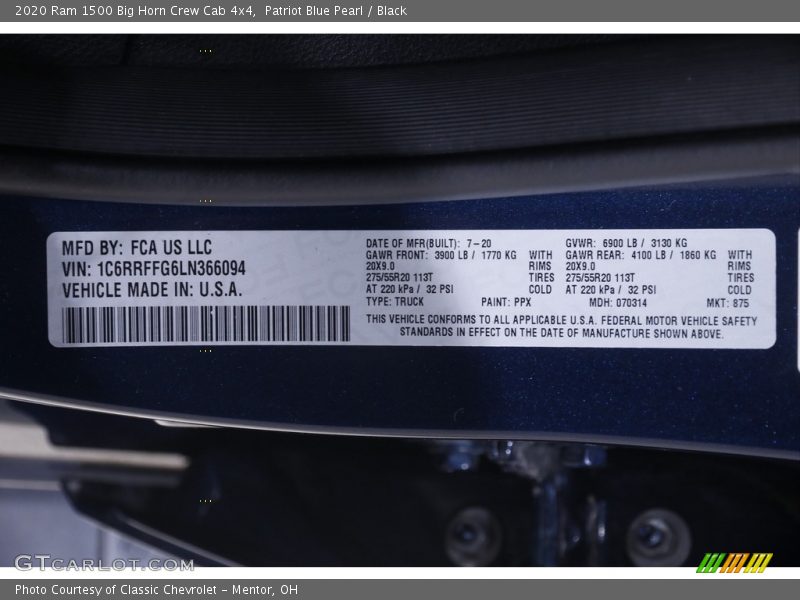 2020 Ram 1500 Big Horn Crew Cab 4x4,  Patriot Blue Pearl / Black
MFD BY: FCA US LLC
VIN: 1C6RRFFG6LN366094
VEHICLE MADE IN: U.S.A.
DATE OF MFR(BUILT): 7-20
GAWR FRONT: 3900 LB / 1770 KG WITH
20X9.0 RIMS
275/55R20 113T TIRES
AT 220 kPa / 32 PSI COLD
GVWR: 6900 LB / 3130 KG
GAWR REAR: 4100 LB / 1860 KG WITH
20X9.0 RIMS
275/55R20 113T TIRES
AT 220 kPa / 32 PSI COLD
TYPE: TRUCK PAINT: PPX MDH: 070314 MKT: 875
THIS VEHICLE CONFORMS TO ALL APPLICABLE U.S.A. FEDERAL MOTOR VEHICLE SAFETY
STANDARDS IN EFFECT ON THE DATE OF MANUFACTURE SHOWN ABOVE.
GTCARLOT.COM
Photo Courtesy of Classic Chevrolet - Mentor, OH